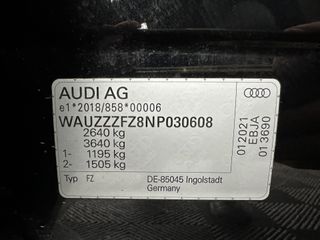 AUDI AG
e1*2018/858*00006
WAUZZZFZ8NP030608
2640 kg
3640 kg
1- 1195 kg
2- 1505 kg
Typ FZ
DE-85045 Ingolstadt
Germany
012021
EBJA
013690